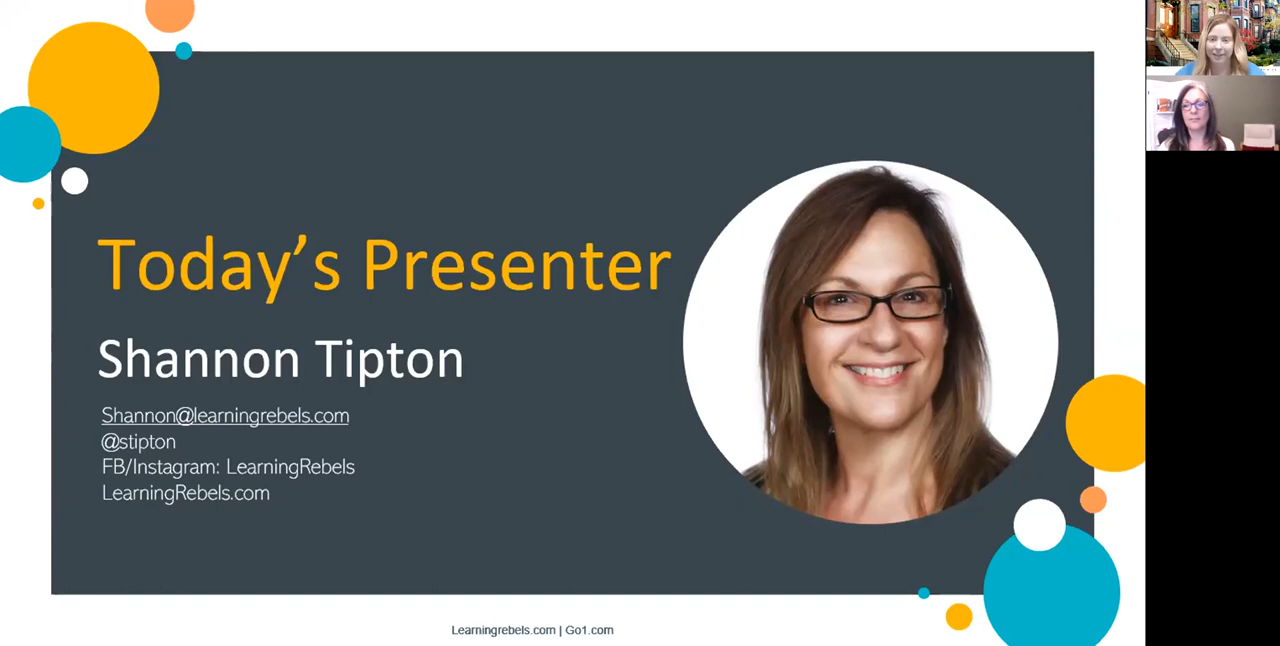 Today's Presenter
Shannon Tipton
Shannon@learningrebels.com
@stipton
FB/Instagram: LearningRebels
LearningRebels.com
Learningrebels.com | Go1.com